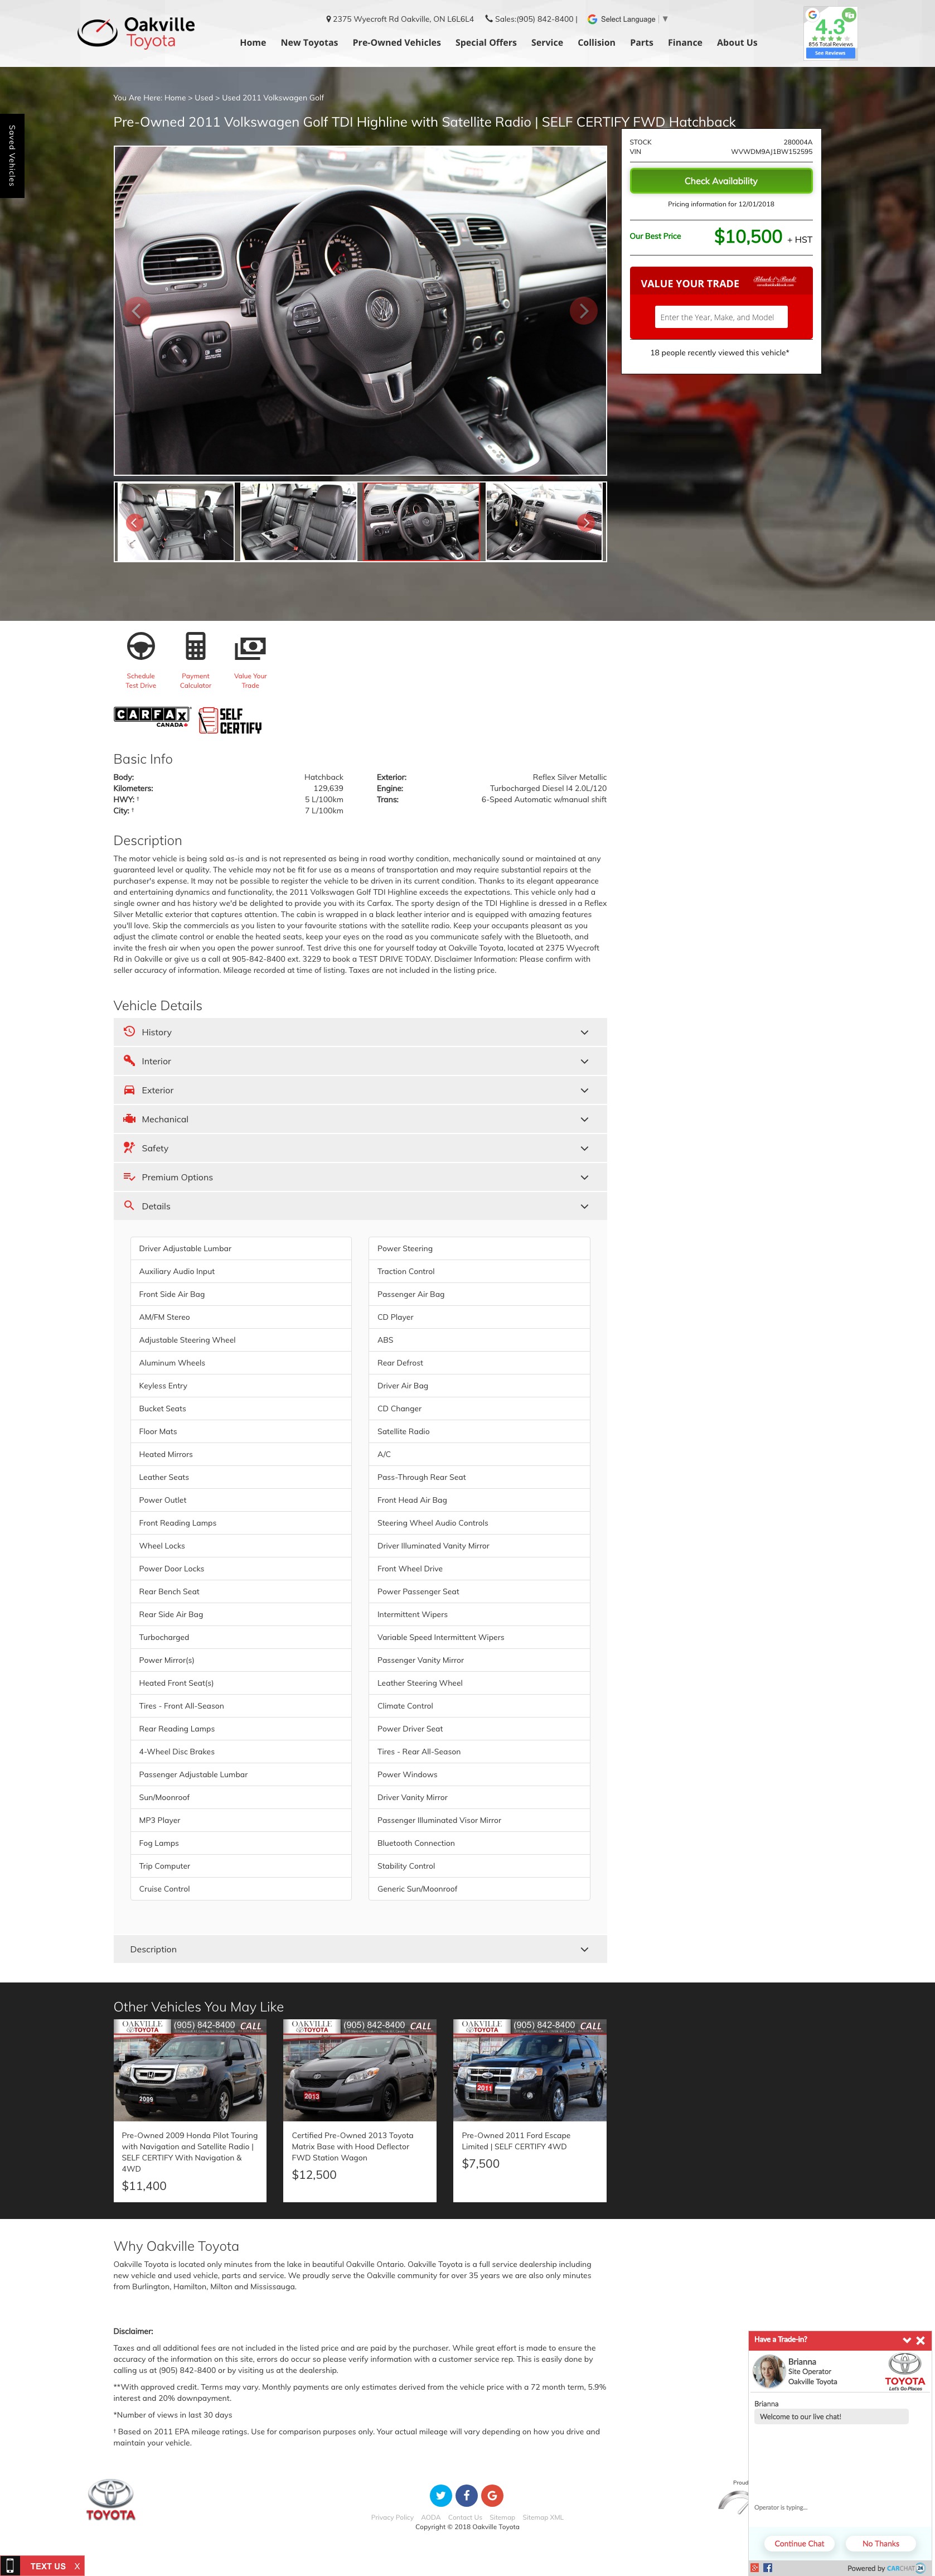 Oakville
Toyota
2375 Wyecroft Rd Oakville, ON L6L6L4
Sales:(905) 842-8400 |
Select Language ▼
Home
New Toyotas
Pre-Owned Vehicles
Special Offers
Service
Collision
Parts
Finance
About Us
4.3
856 Total Reviews
See Reviews
Saved Vehicles
You Are Here: Home > Used > Used 2011 Volkswagen Golf
Pre-Owned 2011 Volkswagen Golf TDI Highline with Satellite Radio | SELF CERTIFY FWD Hatchback
STOCK 280004A
VIN WVWDM9AJ1BW152595
Check Availability
Pricing information for 12/01/2018
Our Best Price $10,500 + HST
VALUE YOUR TRADE
Enter the Year, Make, and Model
18 people recently viewed this vehicle*
Schedule
Test Drive
Payment
Calculator
Value Your
Trade
CARFAX
CANADA
SELF
CERTIFY
Basic Info
Body: Hatchback
Kilometers: 129,639
HWY: † 5 L/100km
City: † 7 L/100km
Exterior: Reflex Silver Metallic
Engine: Turbocharged Diesel I4 2.0L/120
Trans: 6-Speed Automatic w/manual shift
Description
The motor vehicle is being sold as-is and is not represented as being in road worthy condition, mechanically sound or maintained at any
guaranteed level or quality. The vehicle may not be fit for use as a means of transportation and may require substantial repairs at the
purchaser's expense. It may not be possible to register the vehicle to be driven in its current condition. Thanks to its elegant appearance
and entertaining dynamics and functionality, the 2011 Volkswagen Golf TDI Highline exceeds the expectations. This vehicle only had a
single owner and has history we'd be delighted to provide you with its Carfax. The sporty design of the TDI Highline is dressed in a Reflex
Silver Metallic exterior that captures attention. The cabin is wrapped in a black leather interior and is equipped with amazing features
you'll love. Skip the commercials as you listen to your favourite stations with the satellite radio. Keep your occupants pleasant as you
adjust the climate control or enable the heated seats, keep your eyes on the road as you communicate safely with the Bluetooth, and
invite the fresh air when you open the power sunroof. Test drive this one for yourself today at Oakville Toyota, located at 2375 Wyecroft
Rd in Oakville or give us a call at 905-842-8400 ext. 3229 to book a TEST DRIVE TODAY. Disclaimer Information: Please confirm with
seller accuracy of information. Mileage recorded at time of listing. Taxes are not included in the listing price.
Vehicle Details
History
Interior
Exterior
Mechanical
Safety
Premium Options
Details
Driver Adjustable Lumbar
Auxiliary Audio Input
Front Side Air Bag
AM/FM Stereo
Adjustable Steering Wheel
Aluminum Wheels
Keyless Entry
Bucket Seats
Floor Mats
Heated Mirrors
Leather Seats
Power Outlet
Front Reading Lamps
Wheel Locks
Power Door Locks
Rear Bench Seat
Rear Side Air Bag
Turbocharged
Power Mirror(s)
Heated Front Seat(s)
Tires - Front All-Season
Rear Reading Lamps
4-Wheel Disc Brakes
Passenger Adjustable Lumbar
Sun/Moonroof
MP3 Player
Fog Lamps
Trip Computer
Cruise Control
Power Steering
Traction Control
Passenger Air Bag
CD Player
ABS
Rear Defrost
Driver Air Bag
CD Changer
Satellite Radio
A/C
Pass-Through Rear Seat
Front Head Air Bag
Steering Wheel Audio Controls
Driver Illuminated Vanity Mirror
Front Wheel Drive
Power Passenger Seat
Intermittent Wipers
Variable Speed Intermittent Wipers
Passenger Vanity Mirror
Leather Steering Wheel
Climate Control
Power Driver Seat
Tires - Rear All-Season
Power Windows
Driver Vanity Mirror
Passenger Illuminated Visor Mirror
Bluetooth Connection
Stability Control
Generic Sun/Moonroof
Description
Other Vehicles You May Like
OAKVILLE TOYOTA (905) 842-8400 CALL
2009
Pre-Owned 2009 Honda Pilot Touring
with Navigation and Satellite Radio |
SELF CERTIFY With Navigation &
4WD
$11,400
OAKVILLE TOYOTA (905) 842-8400 CALL
2013
Certified Pre-Owned 2013 Toyota
Matrix Base with Hood Deflector
FWD Station Wagon
$12,500
OAKVILLE TOYOTA (905) 842-8400 CALL
2011
Pre-Owned 2011 Ford Escape
Limited | SELF CERTIFY 4WD
$7,500
Why Oakville Toyota
Oakville Toyota is located only minutes from the lake in beautiful Oakville Ontario. Oakville Toyota is a full service dealership including
new vehicle and used vehicle, parts and service. We proudly serve the Oakville community for over 35 years we are also only minutes
from Burlington, Hamilton, Milton and Mississauga.
Disclaimer:
Taxes and all additional fees are not included in the listed price and are paid by the purchaser. While great effort is made to ensure the
accuracy of the information on this site, errors do occur so please verify information with a customer service rep. This is easily done by
calling us at (905) 842-8400 or by visiting us at the dealership.
**With approved credit. Terms may vary. Monthly payments are only estimates derived from the vehicle price with a 72 month term, 5.9%
interest and 20% downpayment.
*Number of views in last 30 days
† Based on 2011 EPA mileage ratings. Use for comparison purposes only. Your actual mileage will vary depending on how you drive and
maintain your vehicle.
Have a Trade-in?
Brianna
Site Operator
Oakville Toyota
TOYOTA
Let's Go Places
Brianna
Welcome to our live chat!
Operator is typing...
Continue Chat
No Thanks
Powered by CARCHAT 24
TOYOTA
Proud
Privacy Policy AODA Contact Us Sitemap Sitemap XML
Copyright © 2018 Oakville Toyota
TEXT US X